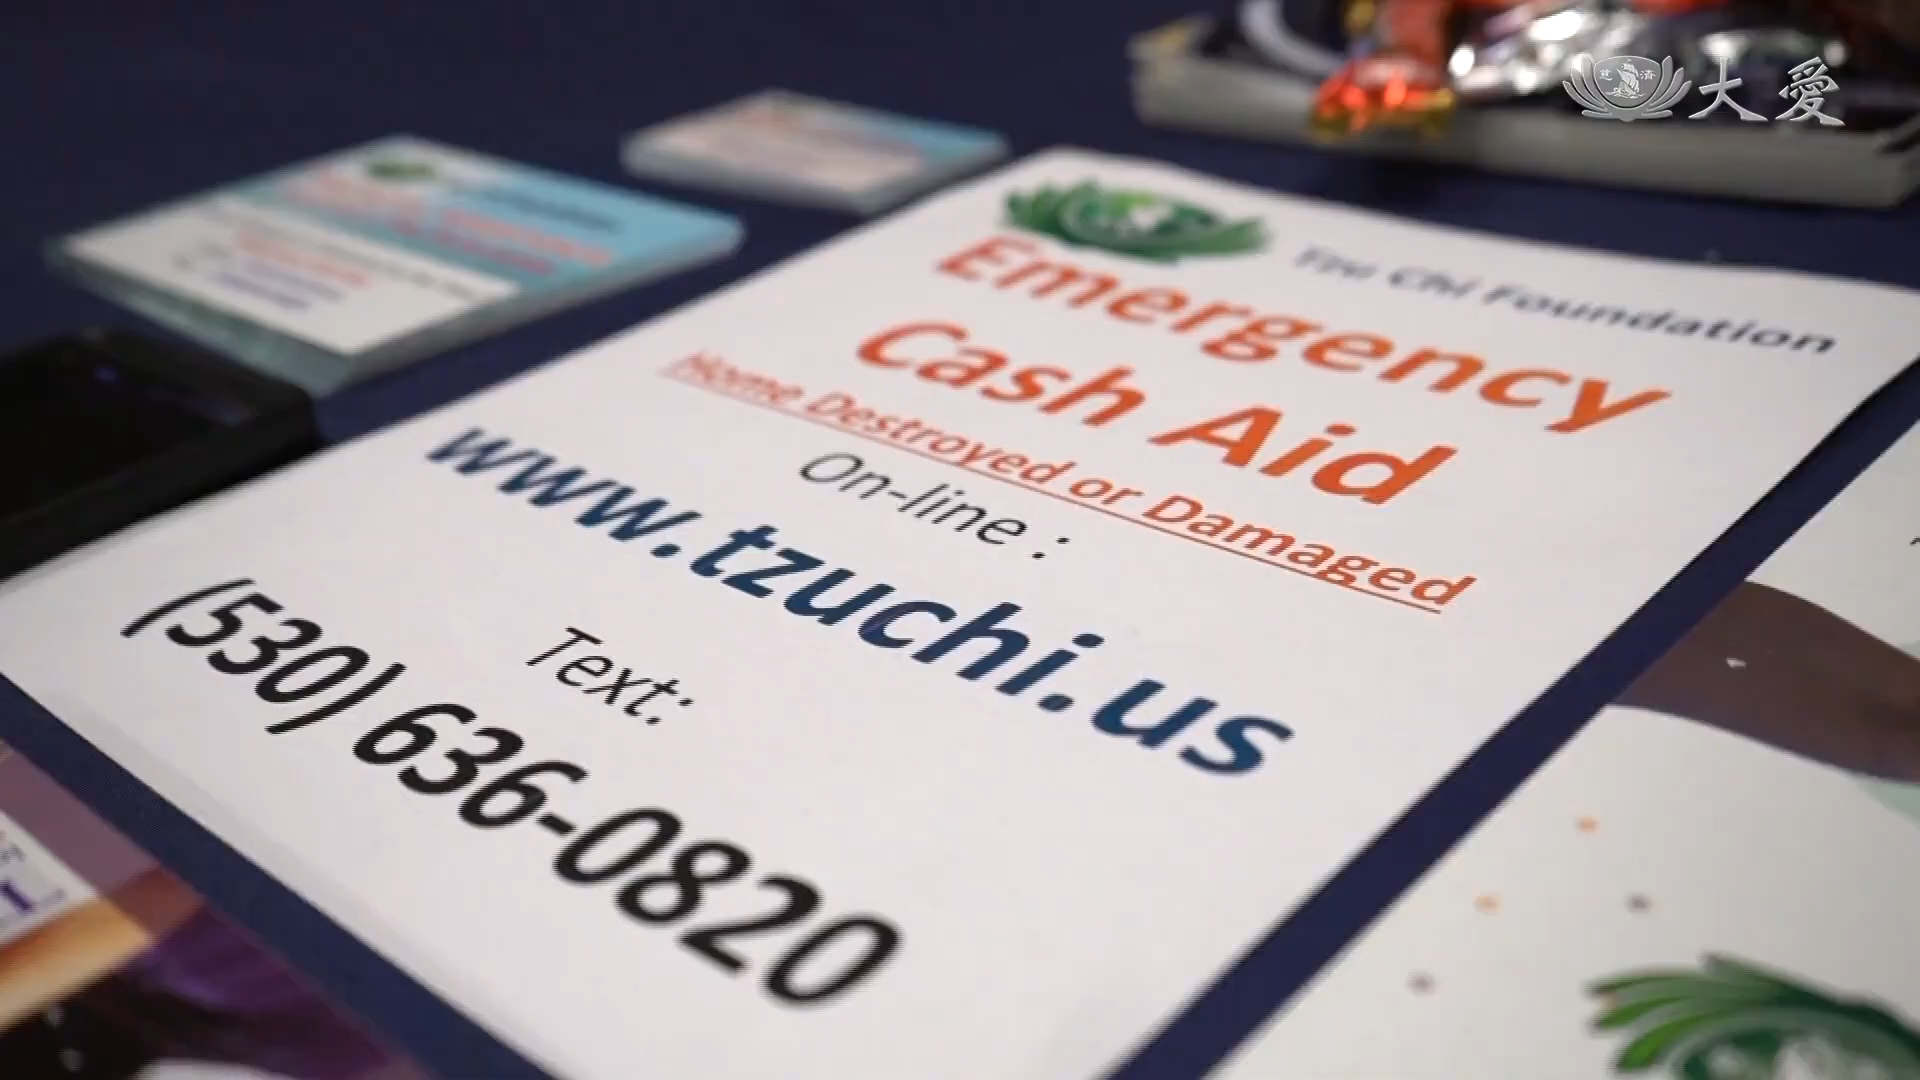 大愛
Tzu Chi Foundation
Emergency
Cash Aid
Home Destroyed or Damaged
On-line :
www.tzuchi.us
Text:
(530) 636-0820